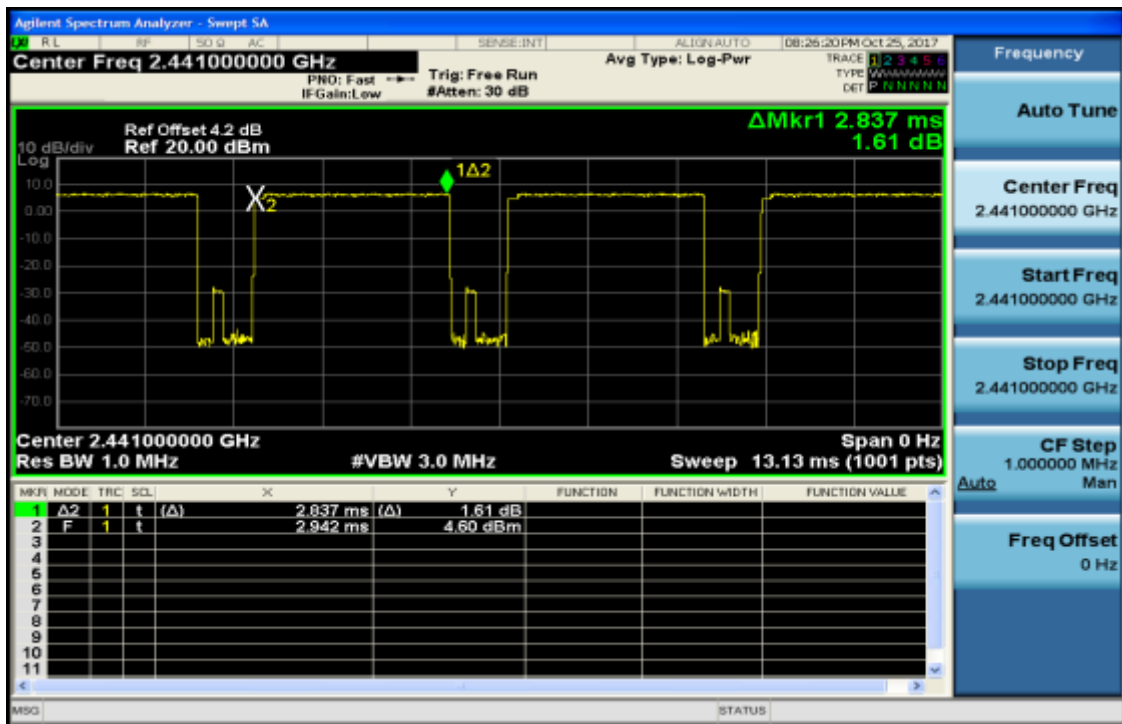 Agilent Spectrum Analyzer - Swept SA
RL RF 50 Ω AC SENSE:INT ALIGN AUTO 08:26:20 PM Oct 25, 2017
Center Freq 2.441000000 GHz
PNO: Fast
IFGain:Low
Trig: Free Run
#Atten: 30 dB
Avg Type: Log-Pwr
TRACE 1 2 3 4 5 6
TYPE
DET P N N N N N
10 dB/div
Log
Ref Offset 4.2 dB
Ref 20.00 dBm
ΔMkr1 2.837 ms
1.61 dB
10.0
0.00
-10.0
-20.0
-30.0
-40.0
-50.0
-60.0
-70.0
1Δ2
X2
Center 2.441000000 GHz Span 0 Hz
Res BW 1.0 MHz #VBW 3.0 MHz Sweep 13.13 ms (1001 pts)
MKR MODE TRC SCL X Y FUNCTION FUNCTION WIDTH FUNCTION VALUE
1 Δ2 1 t (Δ) 2.837 ms (Δ) 1.61 dB
2 F 1 t 2.942 ms 4.60 dBm
3
4
5
6
7
8
9
10
11
MSG STATUS
Frequency
Auto Tune
Center Freq
2.441000000 GHz
Start Freq
2.441000000 GHz
Stop Freq
2.441000000 GHz
CF Step
1.000000 MHz
Auto Man
Freq Offset
0 Hz